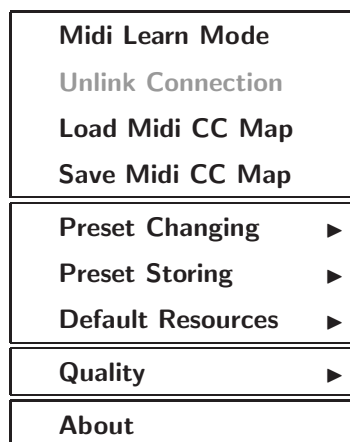 Midi Learn Mode
Unlink Connection
Load Midi CC Map
Save Midi CC Map
Preset Changing ▶
Preset Storing ▶
Default Resources ▶
Quality ▶
About